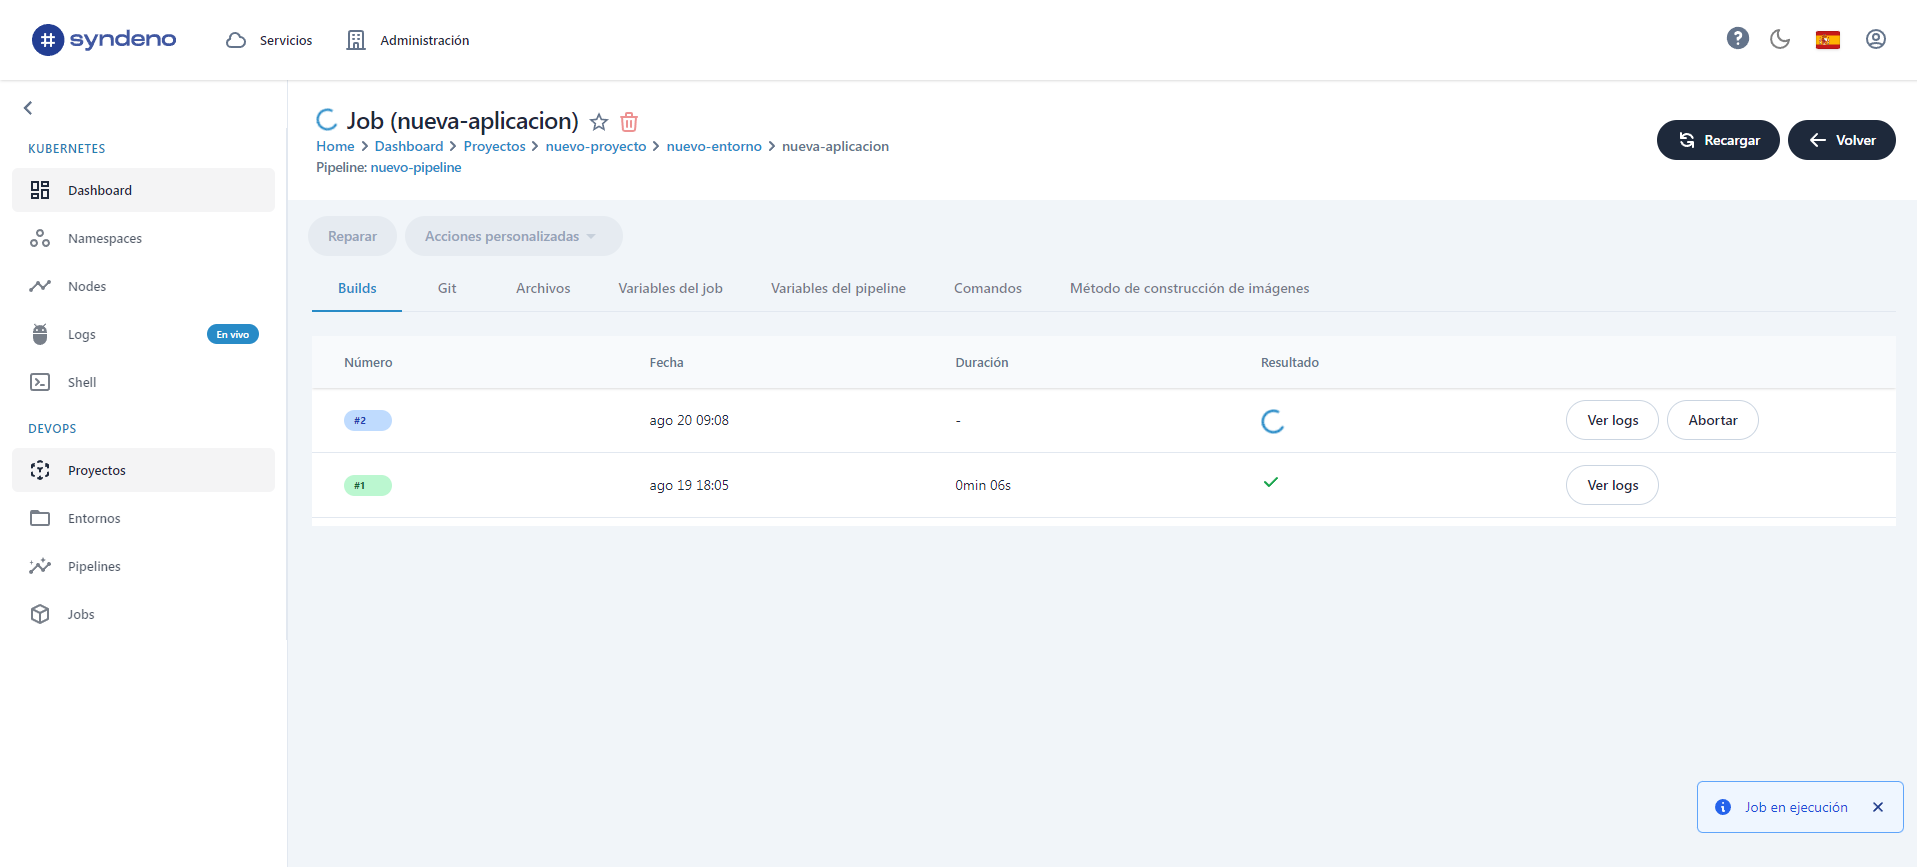 # syndeno
Servicios
Administración
KUBERNETES
Dashboard
Namespaces
Nodes
Logs
En vivo
Shell
DEVOPS
Proyectos
Entornos
Pipelines
Jobs
Job (nueva-aplicacion)
Home > Dashboard > Proyectos > nuevo-proyecto > nuevo-entorno > nueva-aplicacion
Pipeline: nuevo-pipeline
Recargar
Volver
Reparar
Acciones personalizadas
Builds Git Archivos Variables del job Variables del pipeline Comandos Método de construcción de imágenes
Número Fecha Duración Resultado
#2 ago 20 09:08 - Ver logs Abortar
#1 ago 19 18:05 0min 06s Ver logs
Job en ejecución